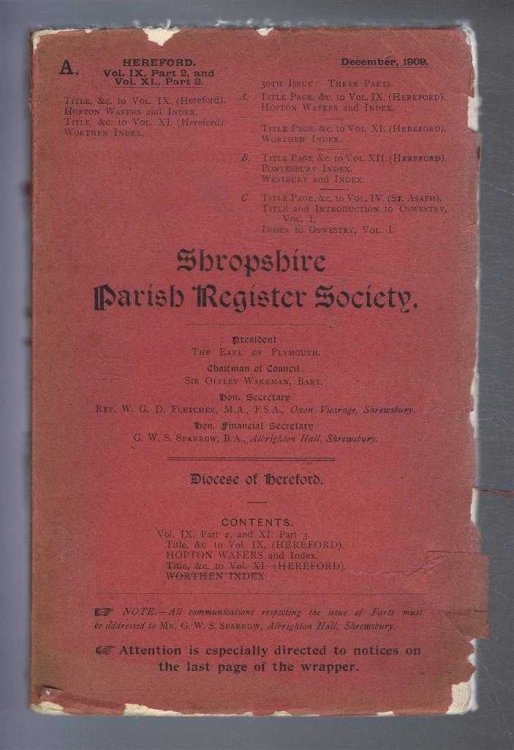 A.
HEREFORD.
Vol. IX. Part 2, and
Vol. XI., Part 3.
Title, &c. to Vol. IX. (Hereford).
Hopton Wafers and Index.
Title, &c. to Vol. XI. (Hereford)
Worthen Index.
December, 1909.
30th Issue Three Parts.
A. Title Page, &c. to Vol. IX. (Hereford).
Hopton Wafers and Index.
Title Page, &c. to Vol. XI. (Hereford).
Worthen Index.
B. Title Page &c. to Vol. XII. (Hereford).
Pontesbury Index.
Westbury and Index.
C. Title Page, &c. to Vol. IV. (St. Asaph).
Title and Introduction to Oswestry,
Vol. I,
Index to Oswestry, Vol. I.
Shropshire
Parish Register Society.
President
The Earl of Plymouth.
Chairman of Council
Sir Offley Wakeman, Bart.
Hon. Secretary.
Rev. W. G. D. Fletcher, M.A., F.S.A., Oxon Vicarage, Shrewsbury.
Hon. Financial Secretary
G. W. S. Sparrow, B.A., Albrighton Hall, Shrewsbury.
Diocese of Hereford.
CONTENTS.
Vol. IX. Part 2, and XI. Part 3
Title, &c. to Vol. IX. (HEREFORD).
HOPTON WAFERS and Index.
Title, &c. to Vol. XI. (HEREFORD).
WORTHEN INDEX
☞ NOTE.—All communications respecting the issue of Parts must
be addressed to Mr. G. W. S. Sparrow, Albrighton Hall, Shrewsbury.
☞ Attention is especially directed to notices on
the last page of the wrapper.